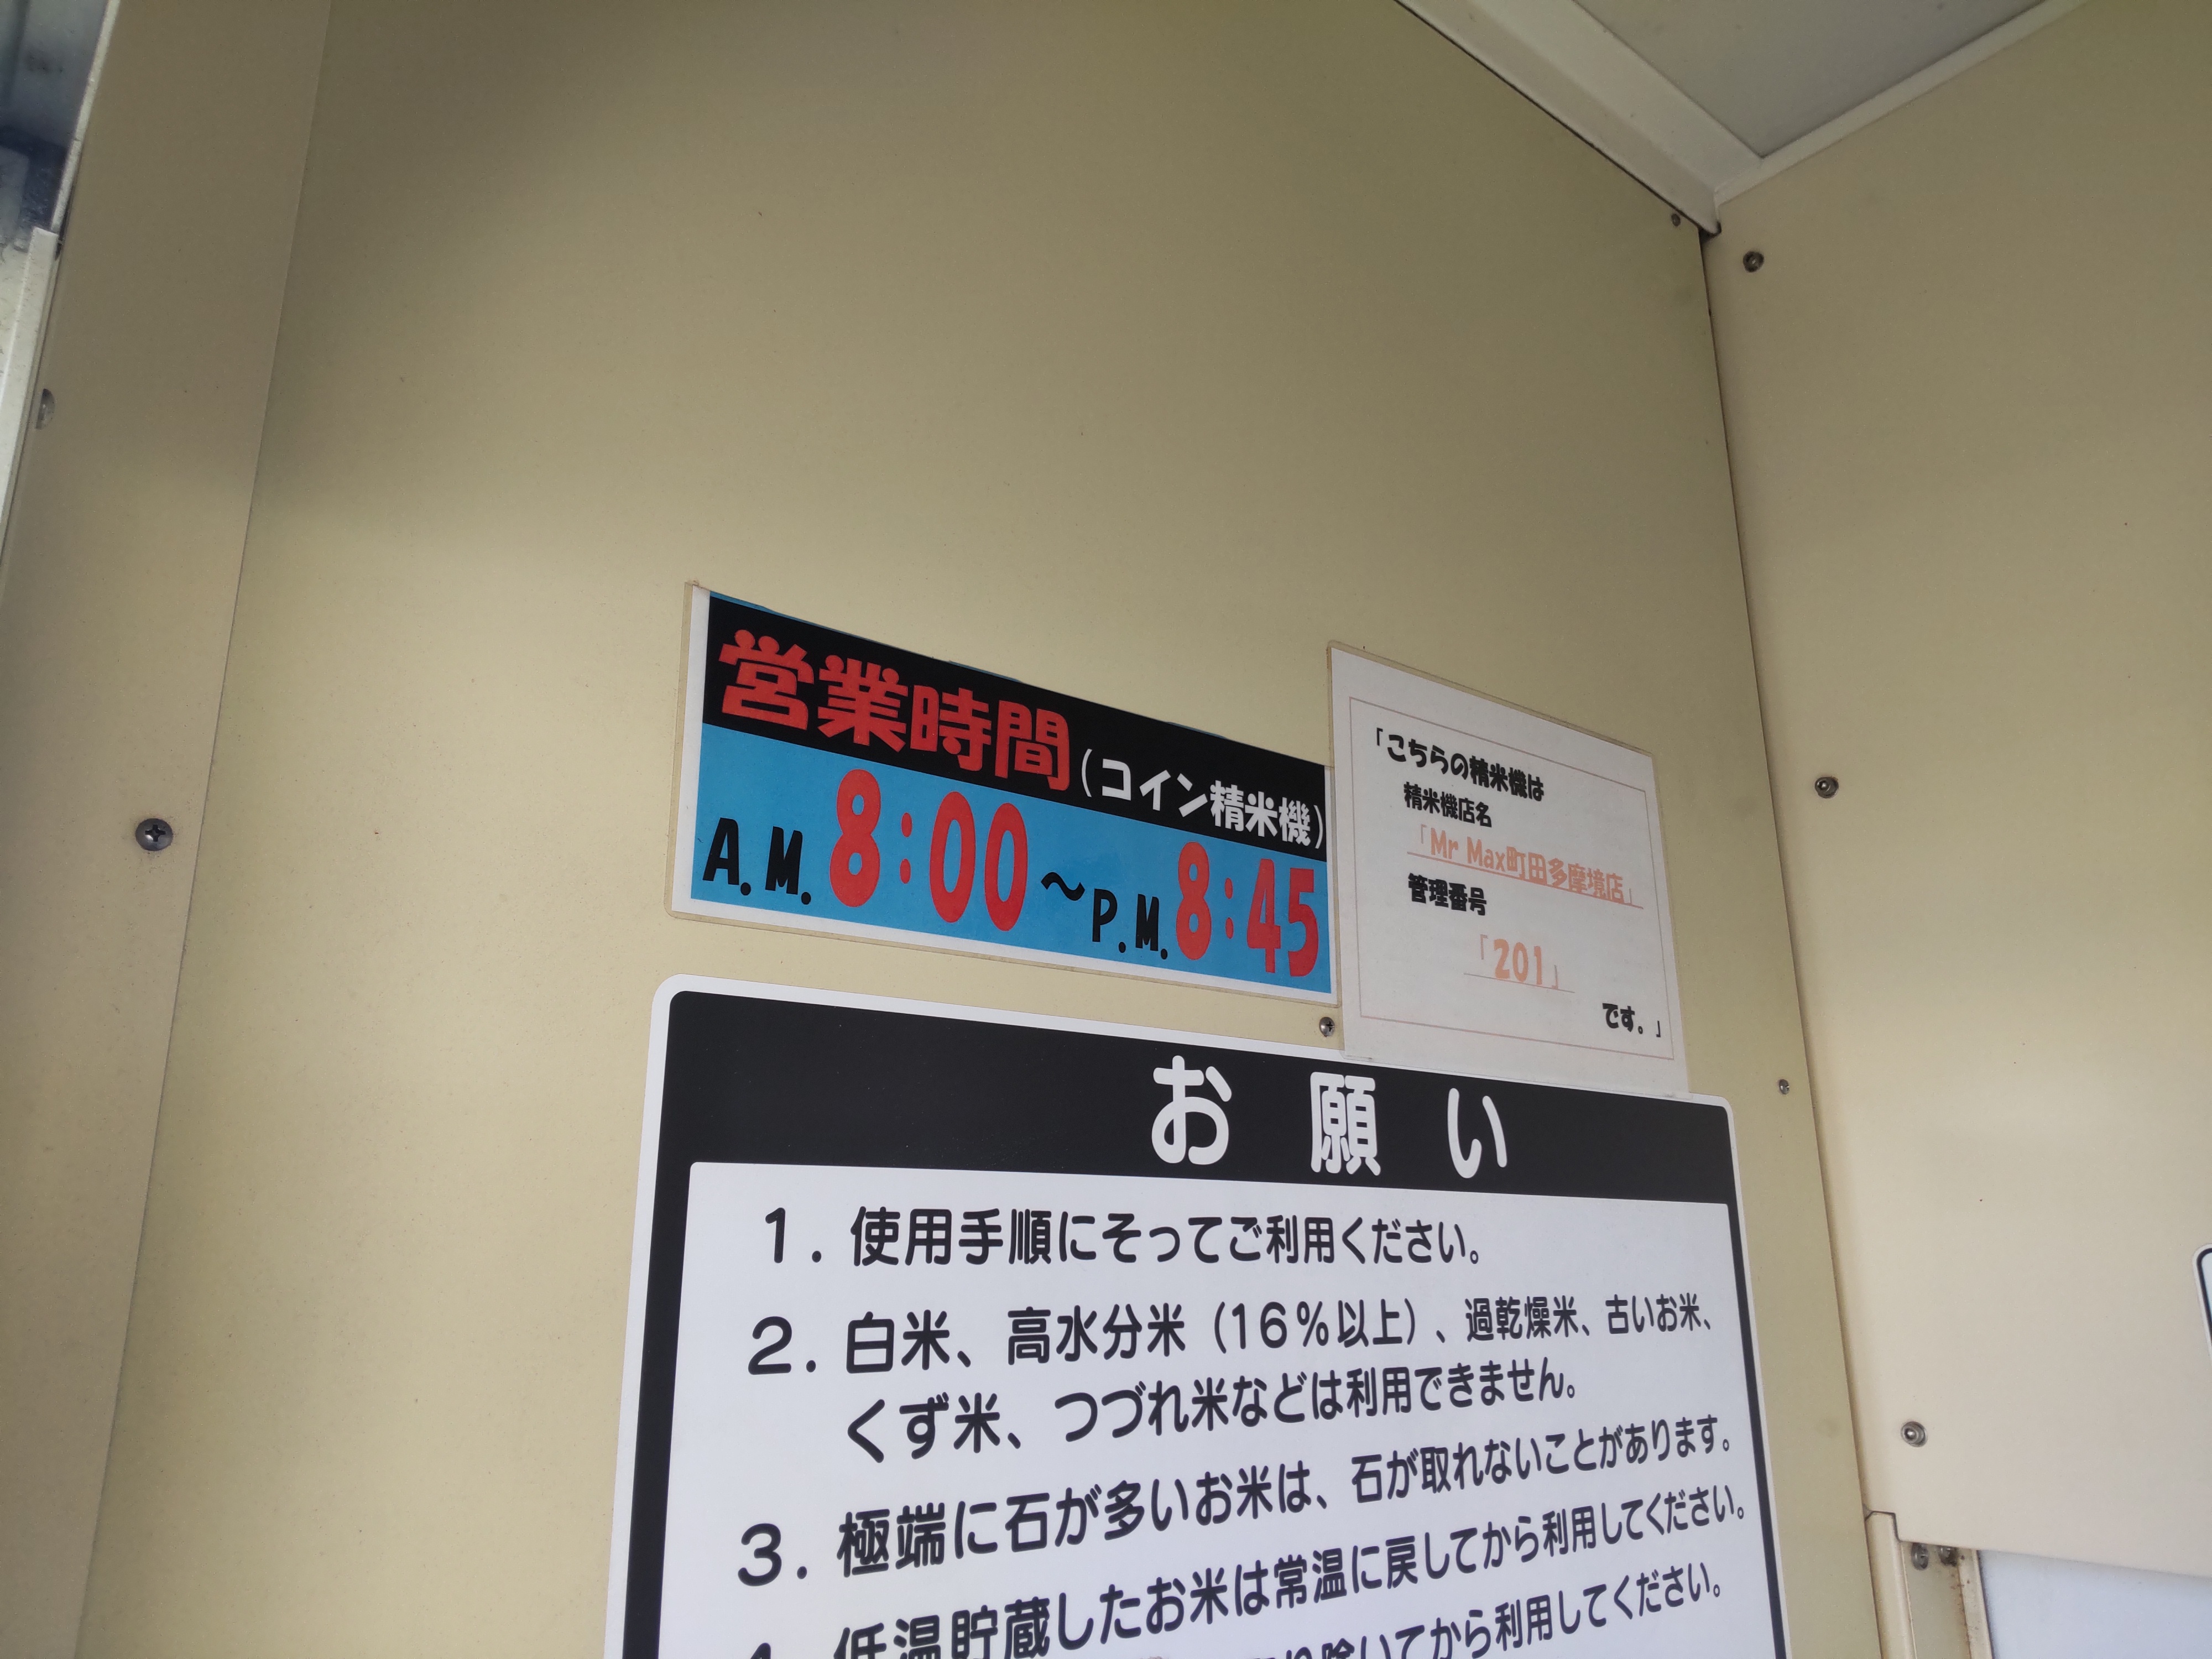 営業時間(コイン精米機)
A.M.8:00～P.M.8:45
「こちらの精米機は
精米機店名
「Mr Max町田多摩境店」
管理番号
「201」
です。」
お願い
1. 使用手順にそってご利用ください。
2. 白米、高水分米(16%以上)、過乾燥米、古いお米、
くず米、つづれ米などは利用できません。
3. 極端に石が多いお米は、石が取れないことがあります。
低温貯蔵したお米は常温に戻してから利用してください。
り除いてから利用してください。